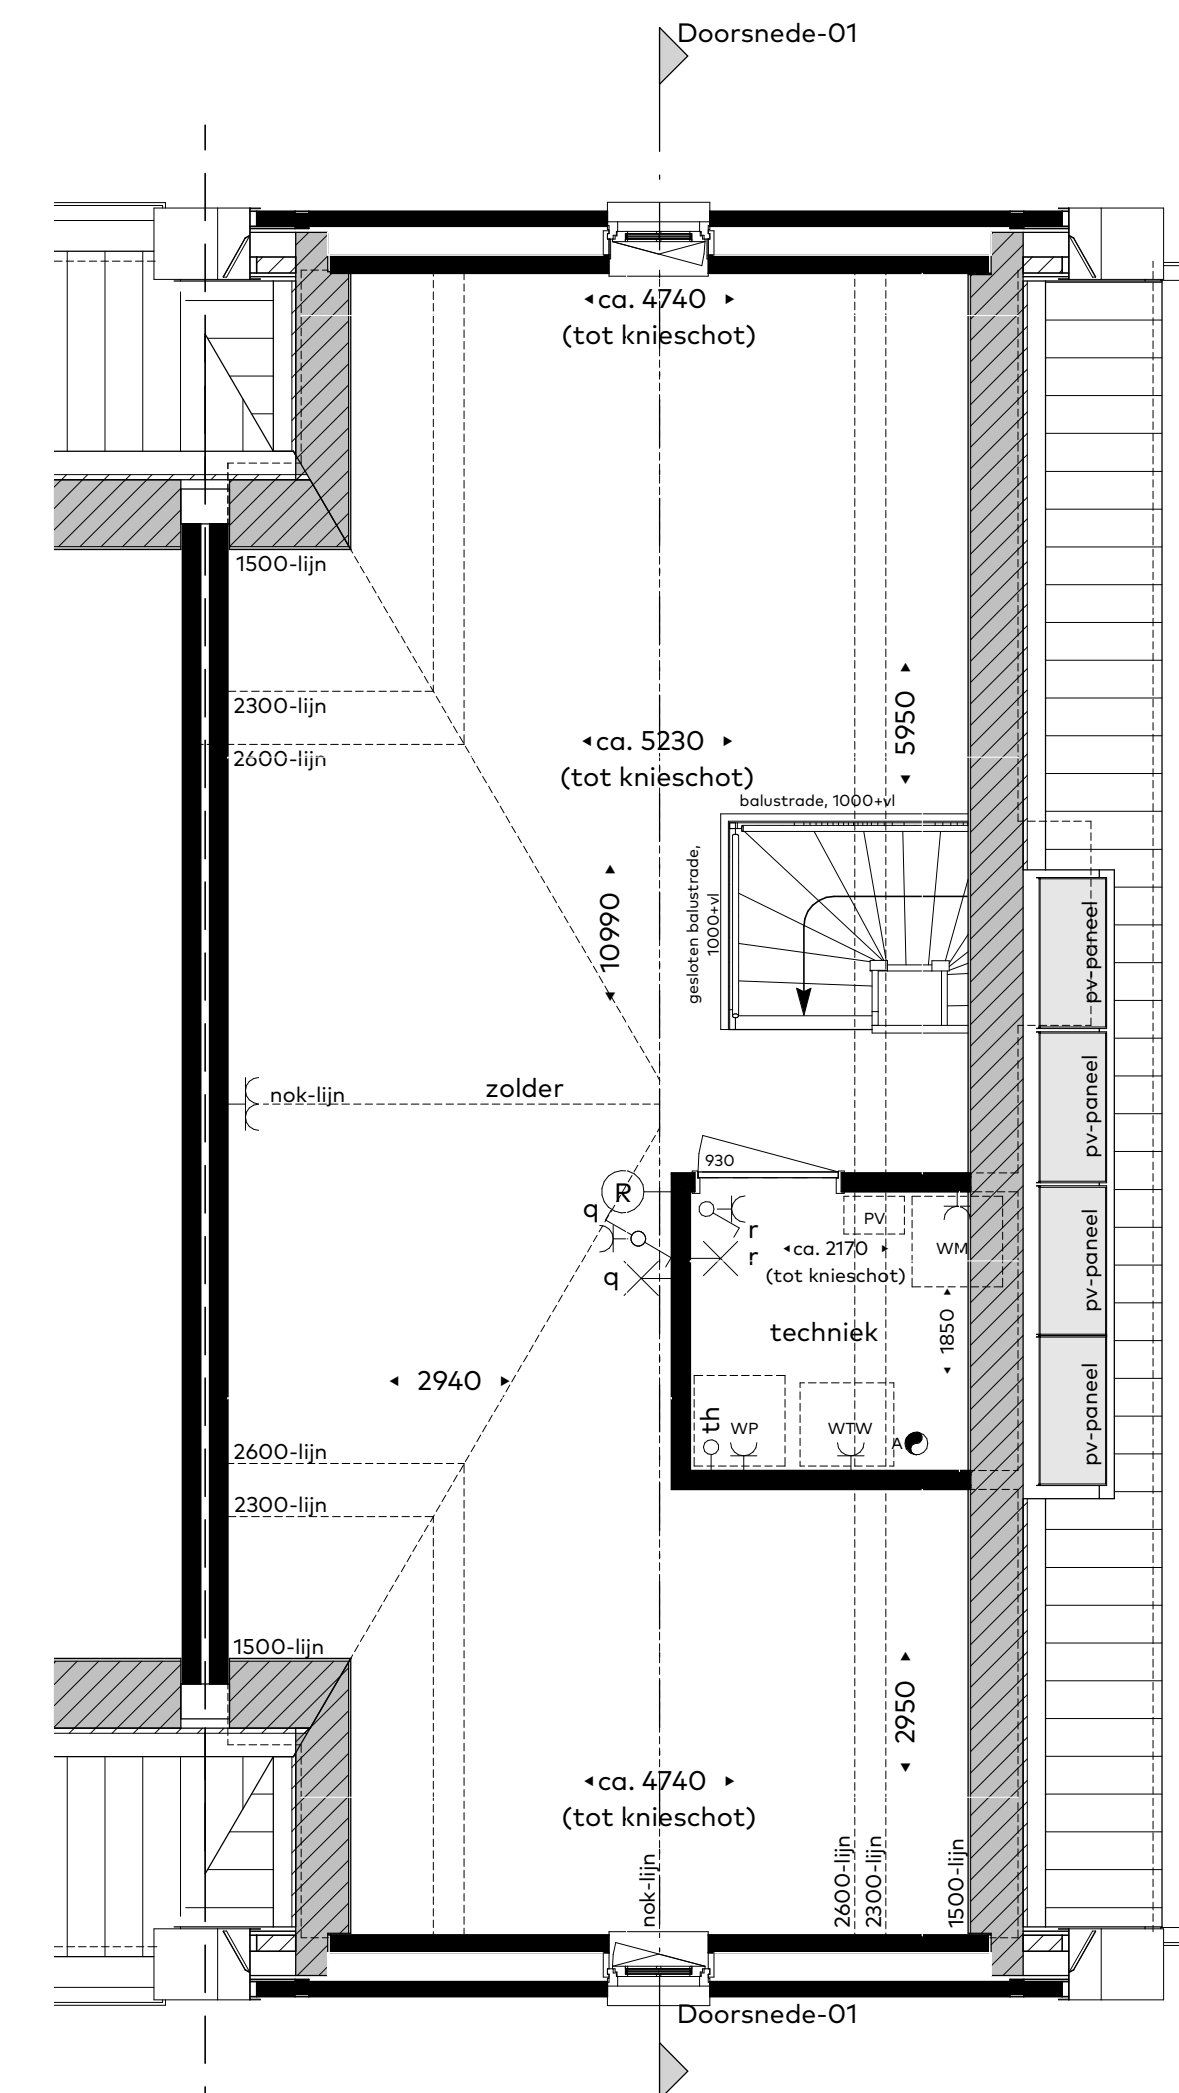 Doorsnede-01
ca. 4740
(tot knieschot)
1500-lijn
2300-lijn
2600-lijn
ca. 5230
(tot knieschot)
5950
balustrade, 1000+vl
gesloten balustrade,
1000+vl
10990
pv-paneel
nok-lijn
zolder
pv-paneel
930
R
q
r
PV
WM
q
r
ca. 2170
(tot knieschot)
pv-paneel
techniek
1850
2940
th
WP
WTW
A
pv-paneel
2600-lijn
2300-lijn
1500-lijn
2950
ca. 4740
(tot knieschot)
nok-lijn
2600-lijn
2300-lijn
1500-lijn
Doorsnede-01